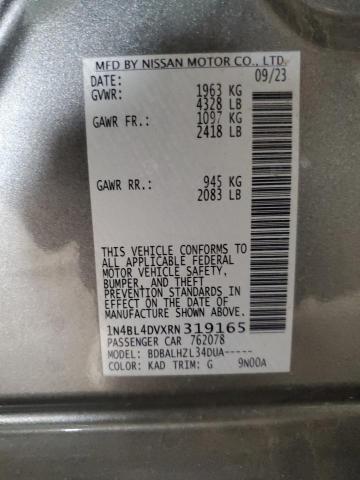 MFD BY NISSAN MOTOR CO., LTD.
DATE: 09/23
GVWR: 1963 KG
4328 LB
GAWR FR.: 1097 KG
2418 LB
GAWR RR.: 945 KG
2083 LB
THIS VEHICLE CONFORMS TO
ALL APPLICABLE FEDERAL
MOTOR VEHICLE SAFETY,
BUMPER, AND THEFT
PREVENTION STANDARDS
IN EFFECT ON THE DATE OF
MANUFACTURE SHOWN ABOVE.
1N4BL4DVXRN319165
PASSENGER CAR 762078
MODEL: BDBALHZL34DUA-----
COLOR: KAD TRIM: G 9N00A